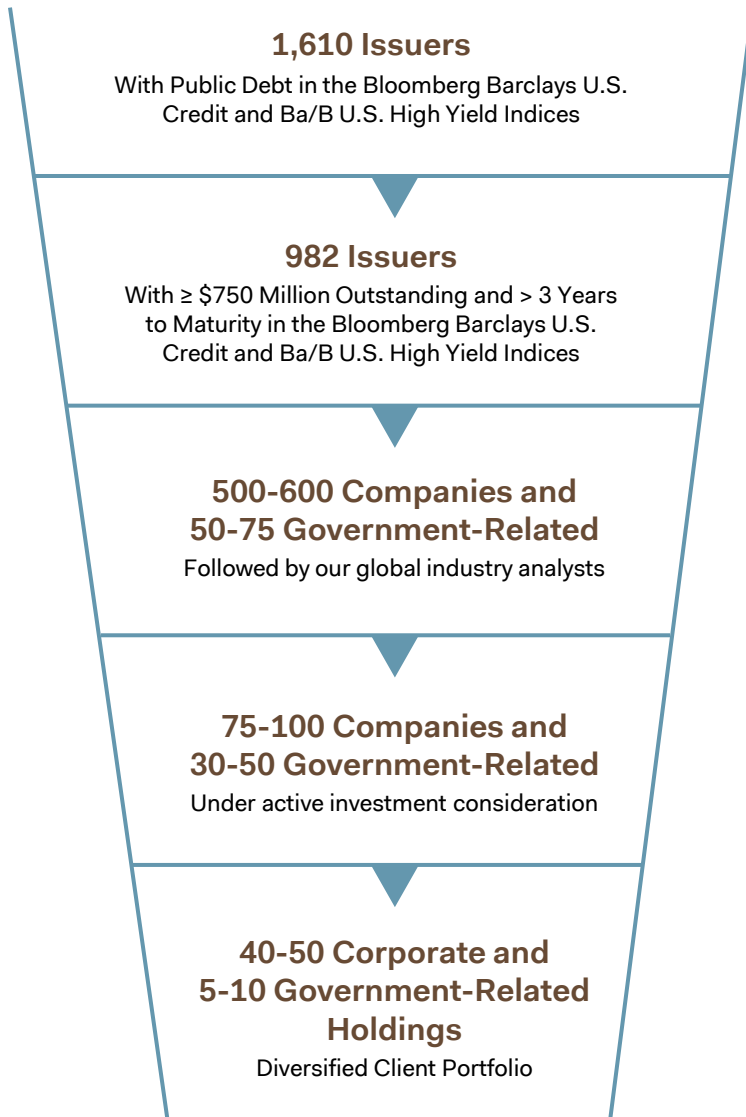 1,610 Issuers
With Public Debt in the Bloomberg Barclays U.S.
Credit and Ba/B U.S. High Yield Indices
982 Issuers
With ≥ $750 Million Outstanding and > 3 Years
to Maturity in the Bloomberg Barclays U.S.
Credit and Ba/B U.S. High Yield Indices
500-600 Companies and
50-75 Government-Related
Followed by our global industry analysts
75-100 Companies and
30-50 Government-Related
Under active investment consideration
40-50 Corporate and
5-10 Government-Related
Holdings
Diversified Client Portfolio